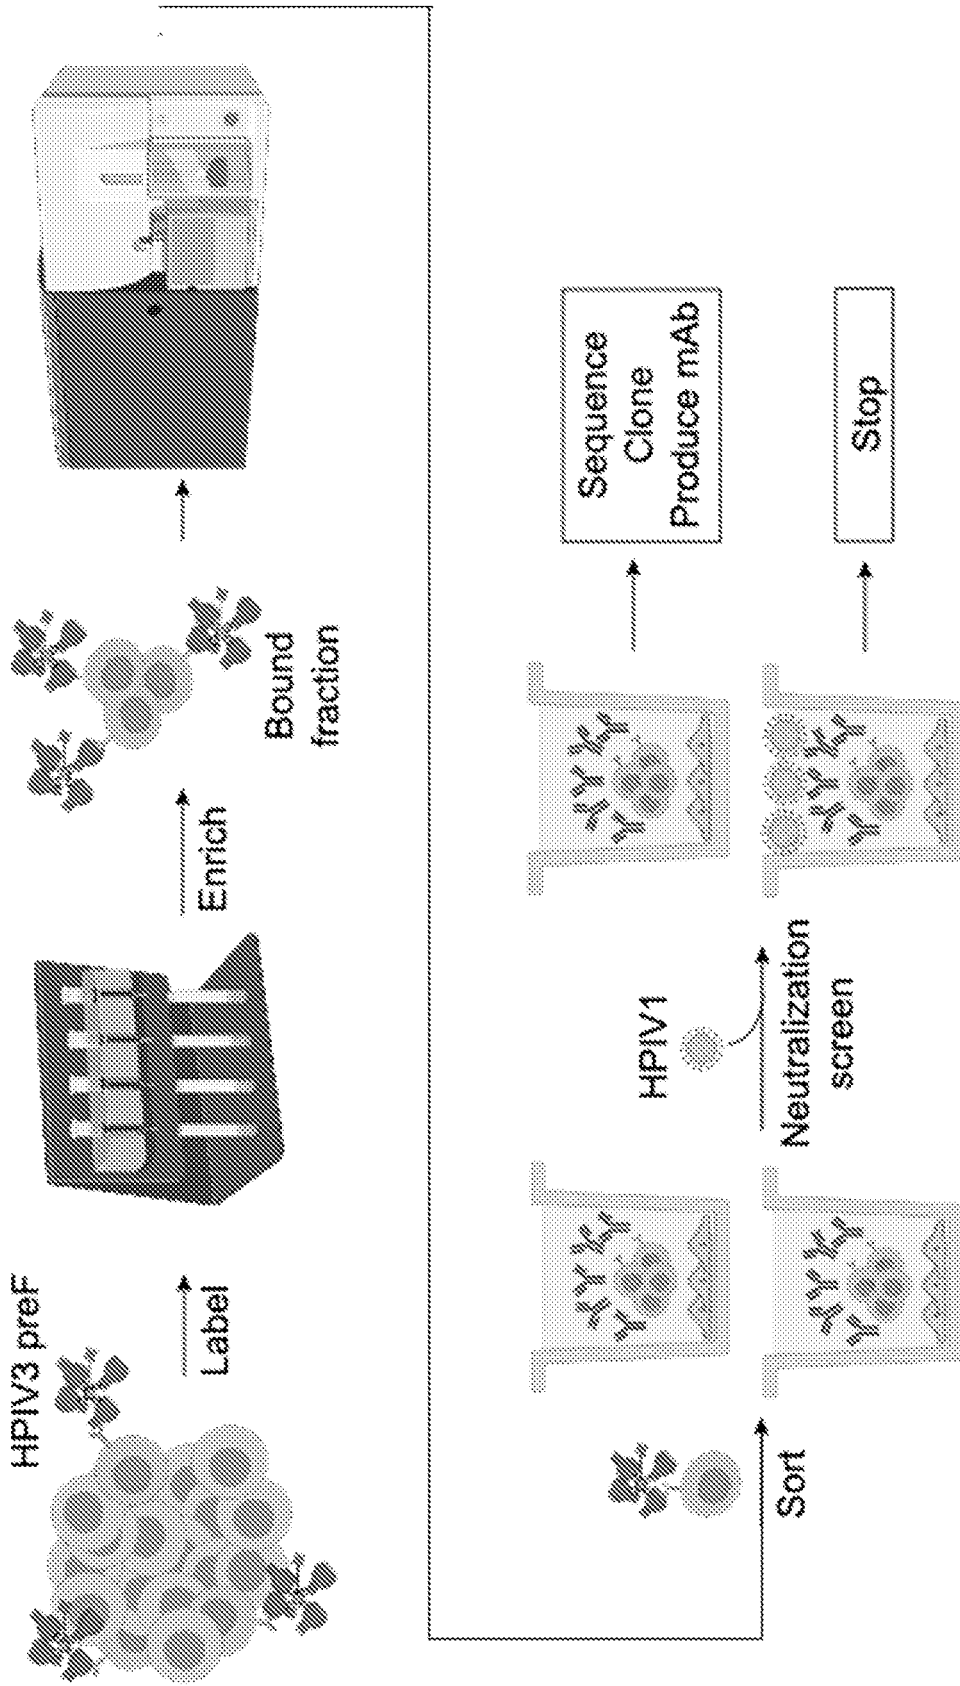 HPIV3 preF
Label
Enrich
Bound
fraction
Sort
HPIV1
Neutralization
screen
Sequence
Clone
Produce mAb
Stop